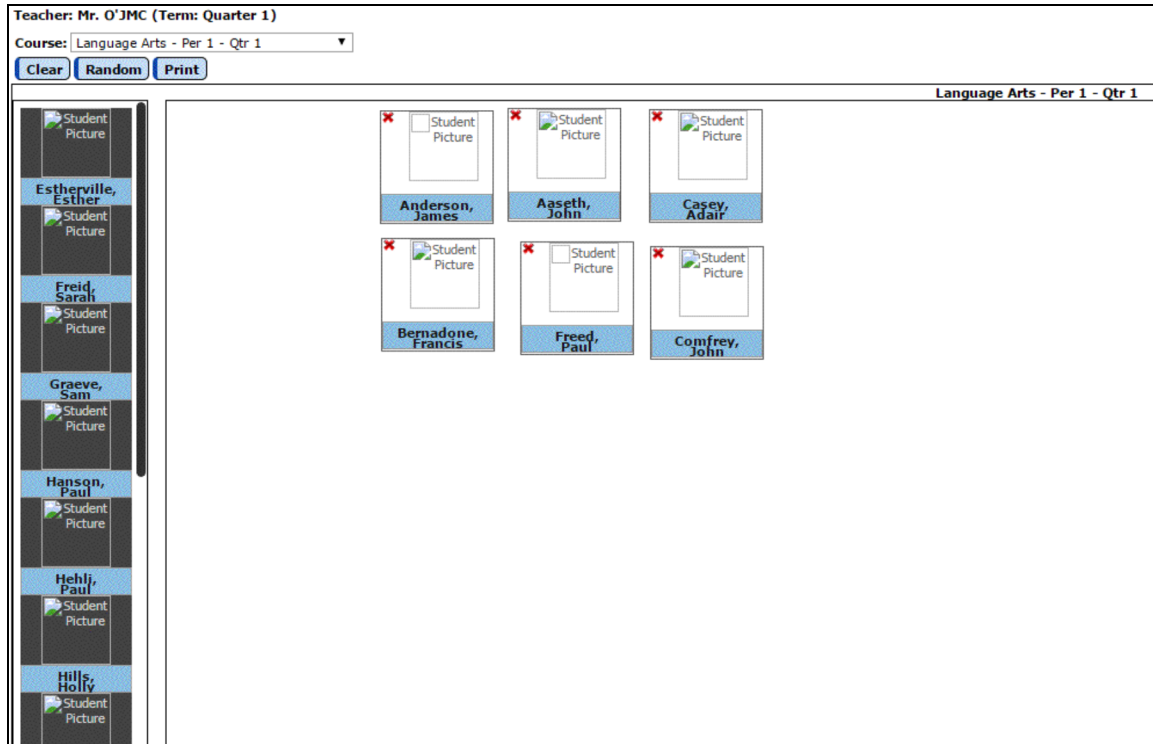 Teacher: Mr. O'JMC (Term: Quarter 1)
Course: Language Arts - Per 1 - Qtr 1
Clear Random Print
Language Arts - Per 1 - Qtr 1
Student
Picture
Estherville,
Esther
Student
Picture
Freid,
Sarah
Student
Picture
Graeve,
Sam
Student
Picture
Hanson,
Paul
Student
Picture
Hehlj,
Paul
Student
Picture
Hills,
Holly
Student
Picture
Student
Picture
Anderson,
James
Student
Picture
Aaseth,
John
Student
Picture
Casey,
Adair
Student
Picture
Bernadone,
Francis
Student
Picture
Freed,
Paul
Student
Picture
Comfrey,
John